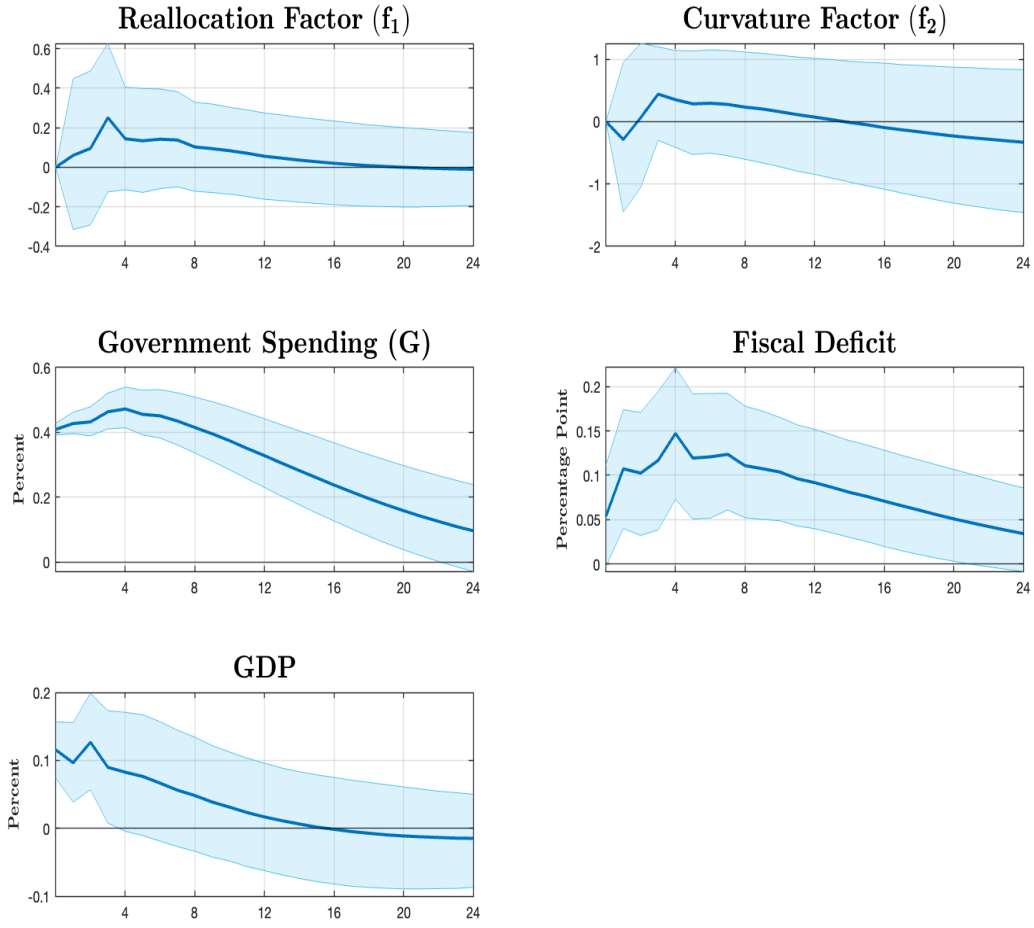 Reallocation Factor (f₁)
0.6
0.4
0.2
0
-0.2
-0.4
4 8 12 16 20 24
Curvature Factor (f₂)
1
0
-1
-2
4 8 12 16 20 24
Government Spending (G)
Percent
0.6
0.4
0.2
0
4 8 12 16 20 24
Fiscal Deficit
Percentage Point
0.2
0.15
0.1
0.05
0
4 8 12 16 20 24
GDP
Percent
0.2
0.1
0
-0.1
4 8 12 16 20 24